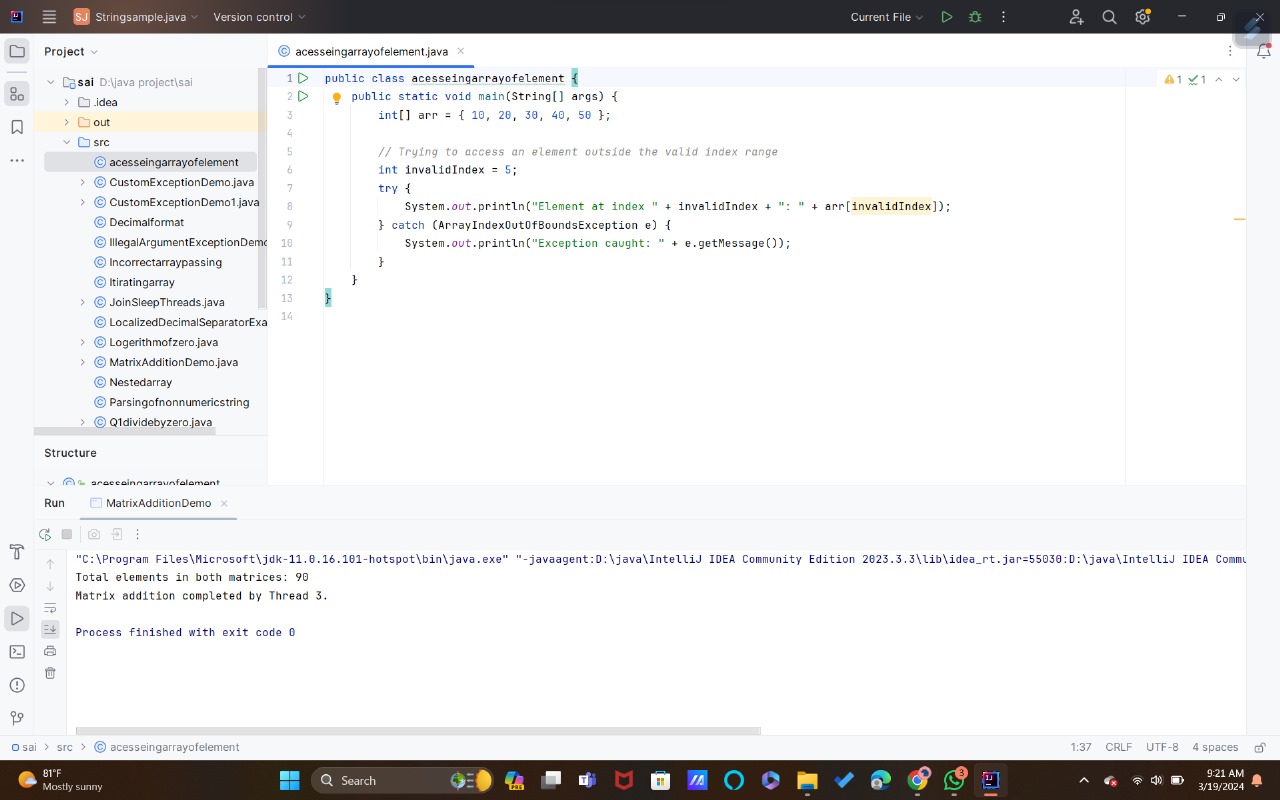 SJ Stringsample.java Version control Current File
Project
acesseingarrayofelement.java
sai D:\java project\sai
.idea
out
src
acesseingarrayofelement
CustomExceptionDemo.java
CustomExceptionDemo1.java
Decimalformat
IllegalArgumentExceptionDemo
Incorrectarraypassing
Itiratingarray
JoinSleepThreads.java
LocalizedDecimalSeparatorExa
Logerithmofzero.java
MatrixAdditionDemo.java
Nestedarray
Parsingofnonnumericstring
Q1dividebyzero.java
1 public class acesseingarrayofelement {
2 public static void main(String[] args) {
3 int[] arr = { 10, 20, 30, 40, 50 };
4
5 // Trying to access an element outside the valid index range
6 int invalidIndex = 5;
7 try {
8 System.out.println("Element at index " + invalidIndex + ": " + arr[invalidIndex]);
9 } catch (ArrayIndexOutOfBoundsException e) {
10 System.out.println("Exception caught: " + e.getMessage());
11 }
12 }
13 }
14
1 1
Structure
acesseingarrayofelement
Run MatrixAdditionDemo
"C:\Program Files\Microsoft\jdk-11.0.16.101-hotspot\bin\java.exe" "-javaagent:D:\java\IntelliJ IDEA Community Edition 2023.3.3\lib\idea_rt.jar=55030:D:\java\IntelliJ IDEA Commu
Total elements in both matrices: 90
Matrix addition completed by Thread 3.
Process finished with exit code 0
sai > src > acesseingarrayofelement 1:37 CRLF UTF-8 4 spaces
81°F
Mostly sunny
Search
PRE
3
9:21 AM
3/19/2024